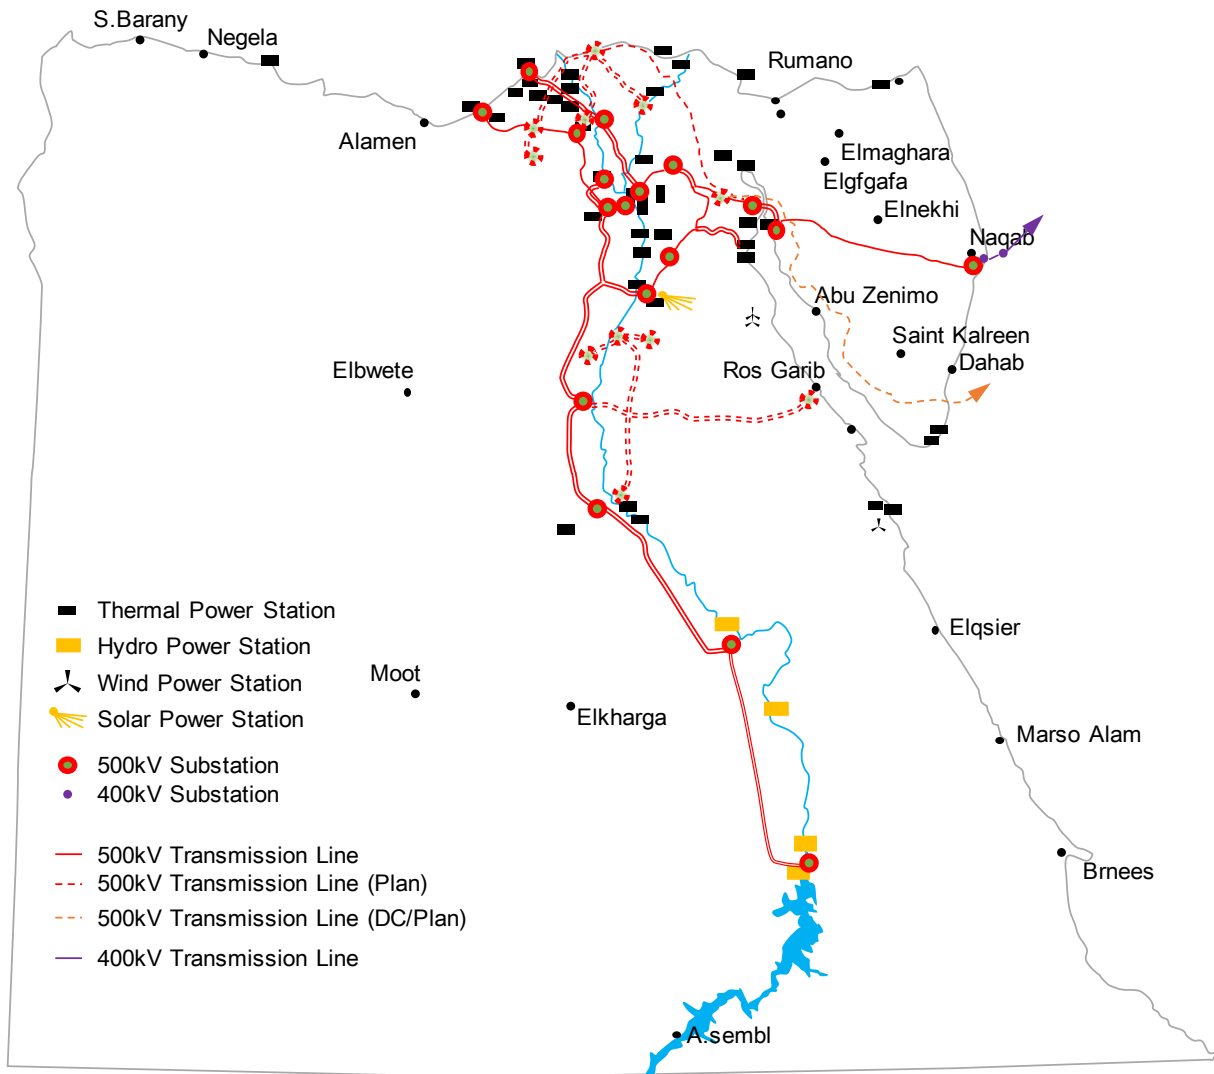 S.Barany
Negela
Rumano
Alamen
Elmaghara
Elgfgafa
Elnekhi
Naqab
Abu Zenimo
Saint Kalreen
Dahab
Elbwete
Ros Garib
Thermal Power Station
Hydro Power Station
Elqsier
Moot
Wind Power Station
Elkharga
Solar Power Station
Marso Alam
500kV Substation
400kV Substation
500kV Transmission Line
Brnees
500kV Transmission Line (Plan)
500kV Transmission Line (DC/Plan)
400kV Transmission Line
A.sembl